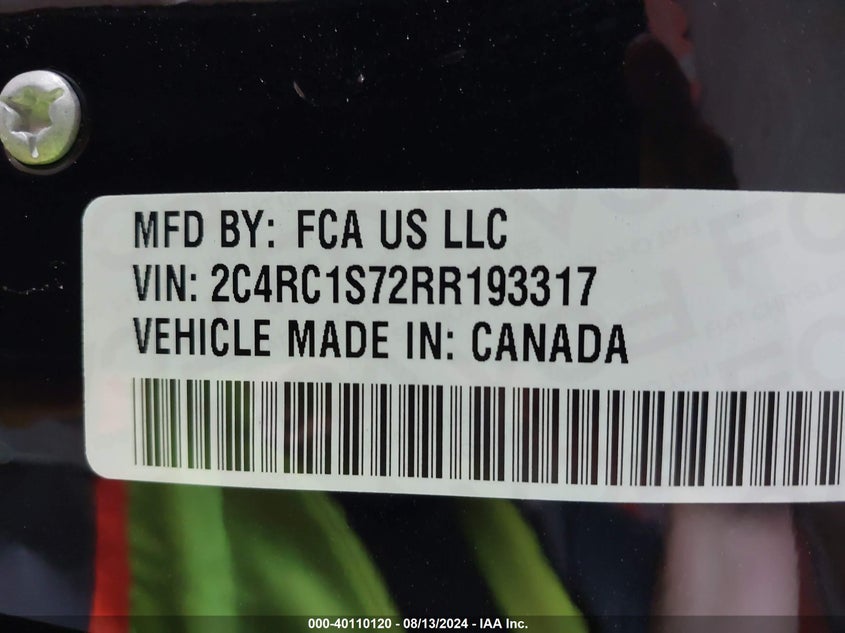 MFD BY: FCA US LLC
VIN: 2C4RC1S72RR193317
VEHICLE MADE IN: CANADA
000-40110120 - 08/13/2024 - IAA Inc.